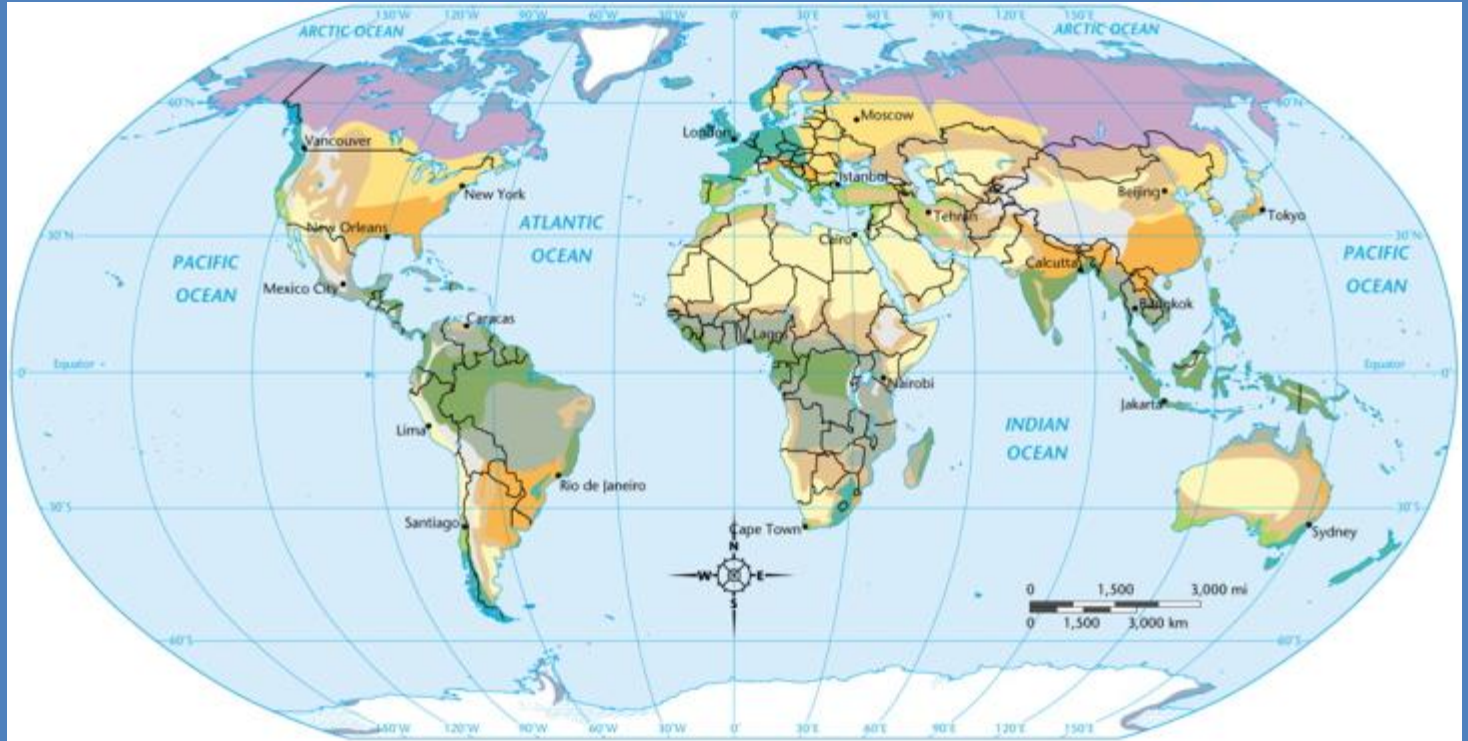 150°W 120°W 90°W 60°W 30°W 0° 30°E 60°E 90°E 120°E 150°E
ARCTIC OCEAN
ARCTIC OCEAN
60°N
60°N
Moscow
London
Vancouver
Istanbul
Beijing
New York
Tehran
Tokyo
ATLANTIC
OCEAN
New Orleans
30°N
30°N
Cairo
PACIFIC
OCEAN
PACIFIC
OCEAN
Calcutta
Mexico City
Bangkok
Caracas
Lagos
Equator
Equator
0°
0°
Nairobi
Jakarta
Lima
INDIAN
OCEAN
Rio de Janeiro
30°S
30°S
Santiago
Cape Town
Sydney
N
W
E
S
0 1,500 3,000 mi
0 1,500 3,000 km
60°S
60°S
150°W 120°W 90°W 60°W 30°W 0° 30°E 60°E 90°E 120°E 150°E